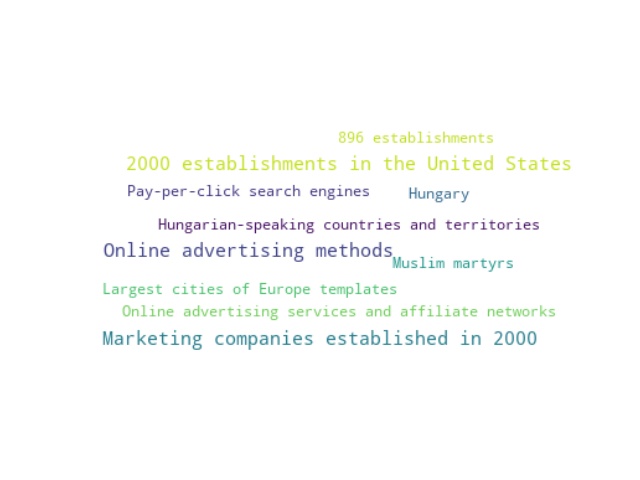 896 establishments
2000 establishments in the United States
Pay-per-click search engines
Hungary
Hungarian-speaking countries and territories
Online advertising methods
Muslim martyrs
Largest cities of Europe templates
Online advertising services and affiliate networks
Marketing companies established in 2000